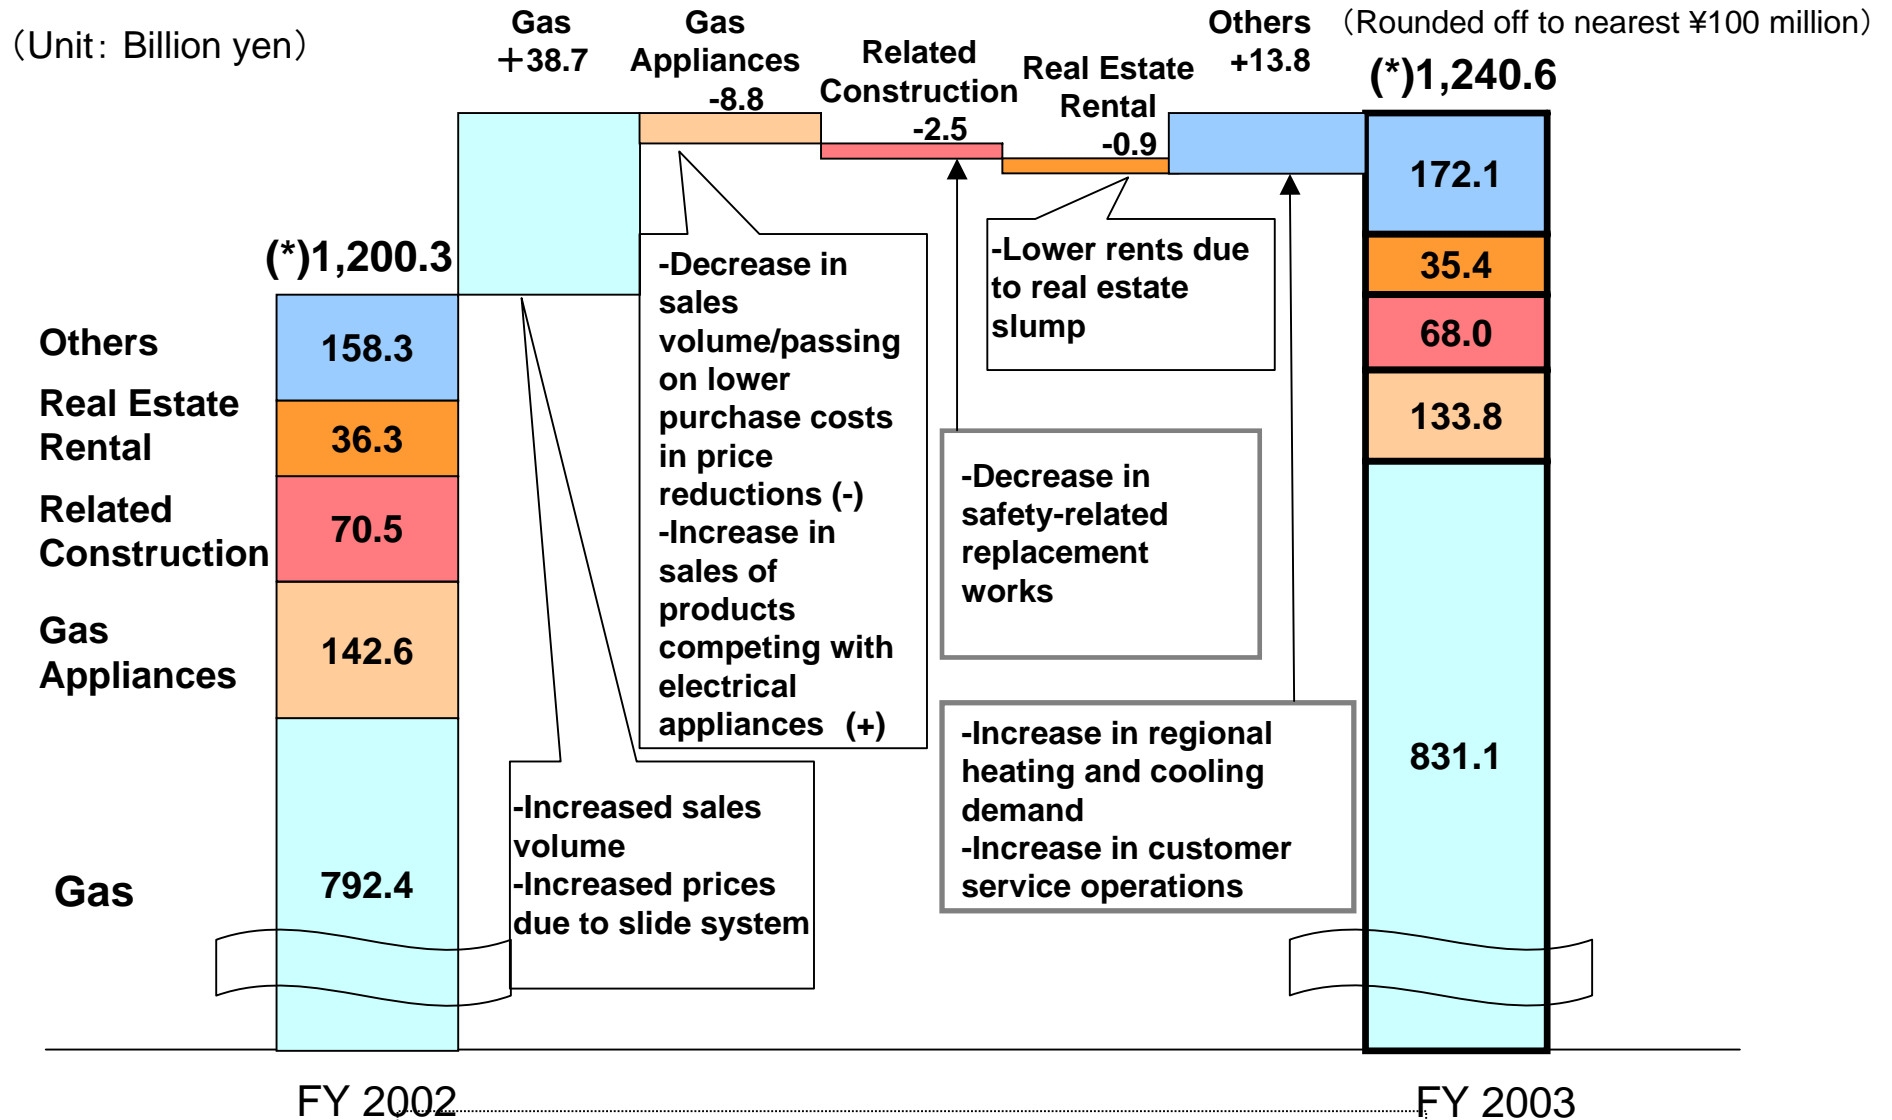 （Unit：Billion yen）
Gas
＋38.7
Gas
Appliances
-8.8
Related
Construction
-2.5
Real Estate
Rental
-0.9
Others
+13.8
（Rounded off to nearest ¥100 million）
(*)1,240.6
(*)1,200.3
Others
Real Estate
Rental
Related
Construction
Gas
Appliances
Gas
158.3
36.3
70.5
142.6
792.4
-Increased sales
volume
-Increased prices
due to slide system
-Decrease in
sales
volume/passing
on lower
purchase costs
in price
reductions (-)
-Increase in
sales of
products
competing with
electrical
appliances (+)
-Lower rents due
to real estate
slump
-Decrease in
safety-related
replacement
works
-Increase in regional
heating and cooling
demand
-Increase in customer
service operations
172.1
35.4
68.0
133.8
831.1
FY 2002
FY 2003